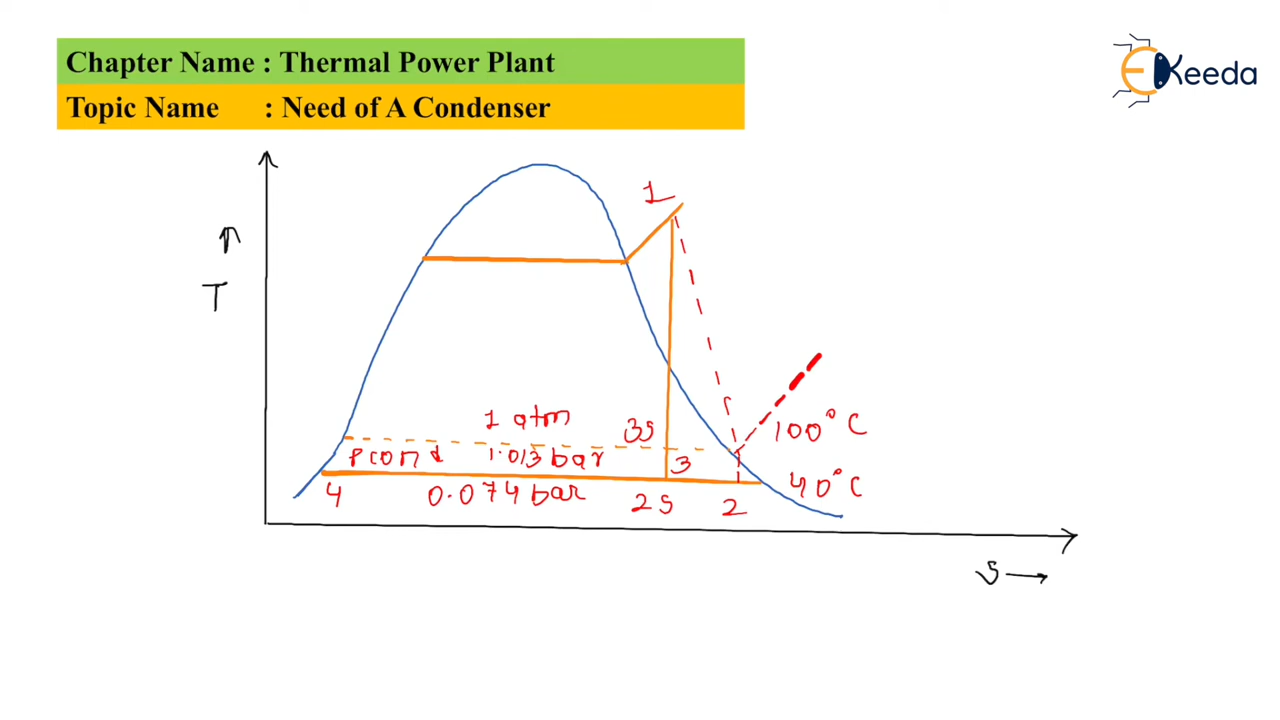 Chapter Name : Thermal Power Plant
Topic Name : Need of A Condenser
EKeeda
1
T
1 atm
3s
100°C
Pcond
1.013 bar
3
4
0.074 bar
2s
2
40°C
s